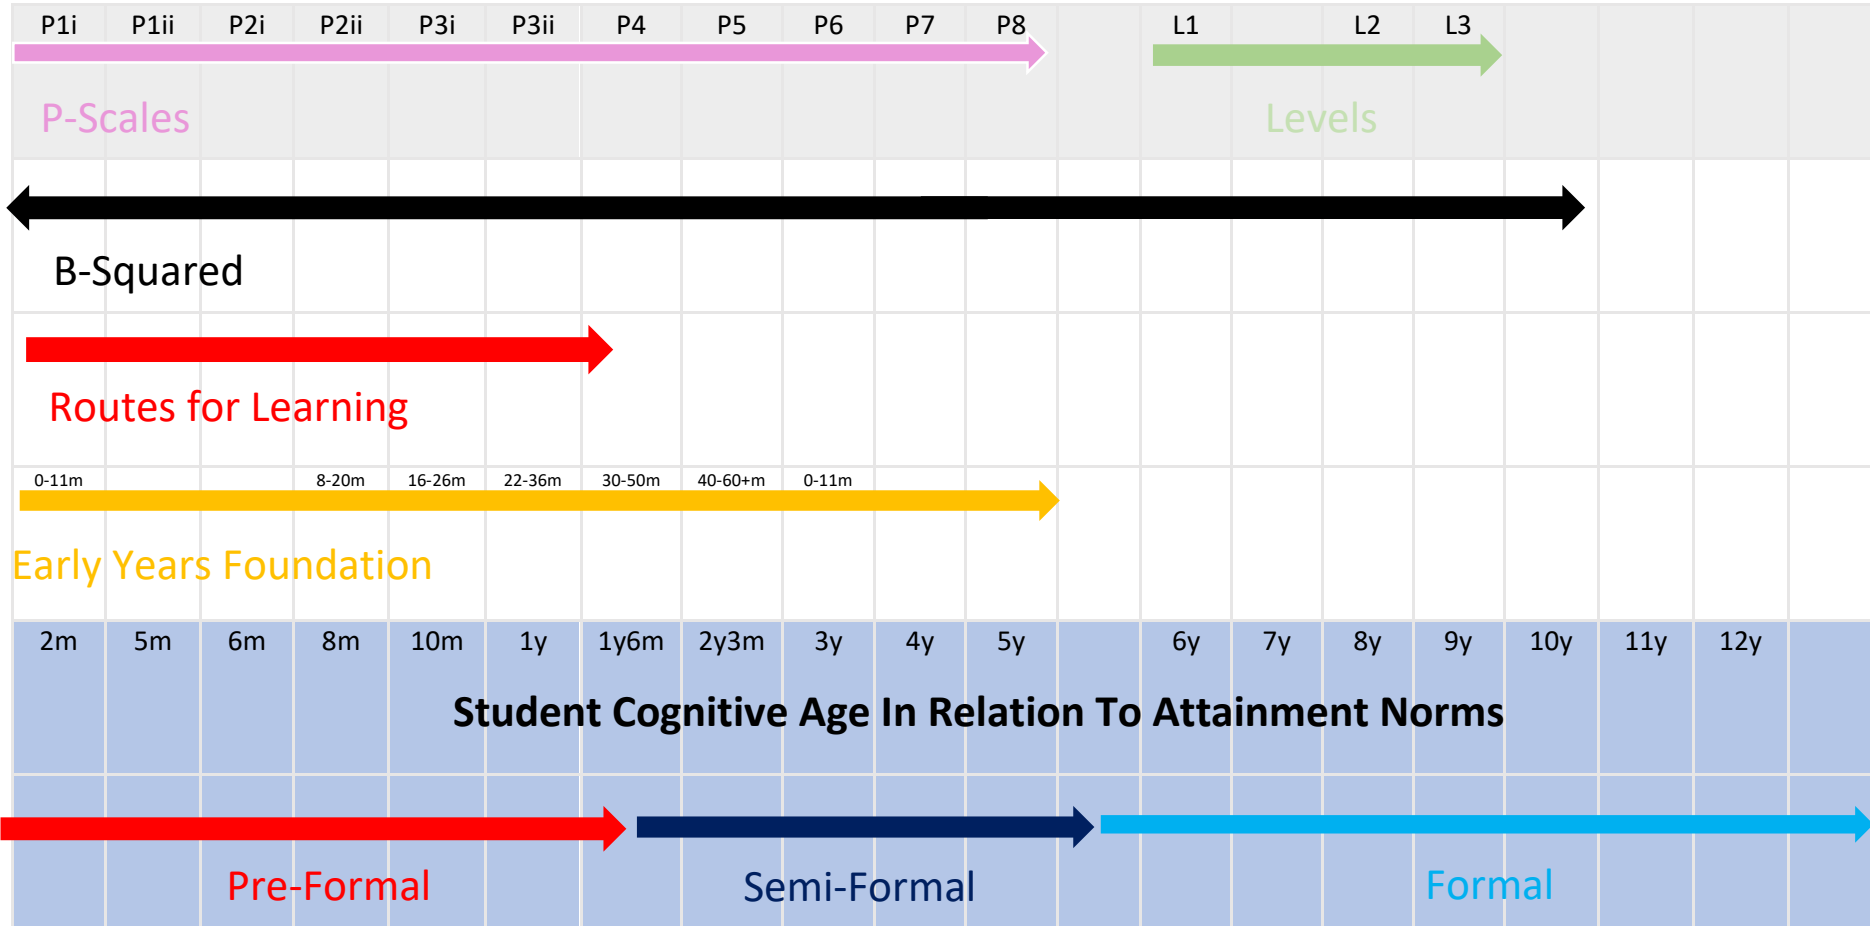 P1i P1ii P2i P2ii P3i P3ii P4 P5 P6 P7 P8 L1 L2 L3
P-Scales Levels
B-Squared
Routes for Learning
0-11m 8-20m 16-26m 22-36m 30-50m 40-60+m 0-11m
Early Years Foundation
2m 5m 6m 8m 10m 1y 1y6m 2y3m 3y 4y 5y 6y 7y 8y 9y 10y 11y 12y
Student Cognitive Age In Relation To Attainment Norms
Pre-Formal Semi-Formal Formal